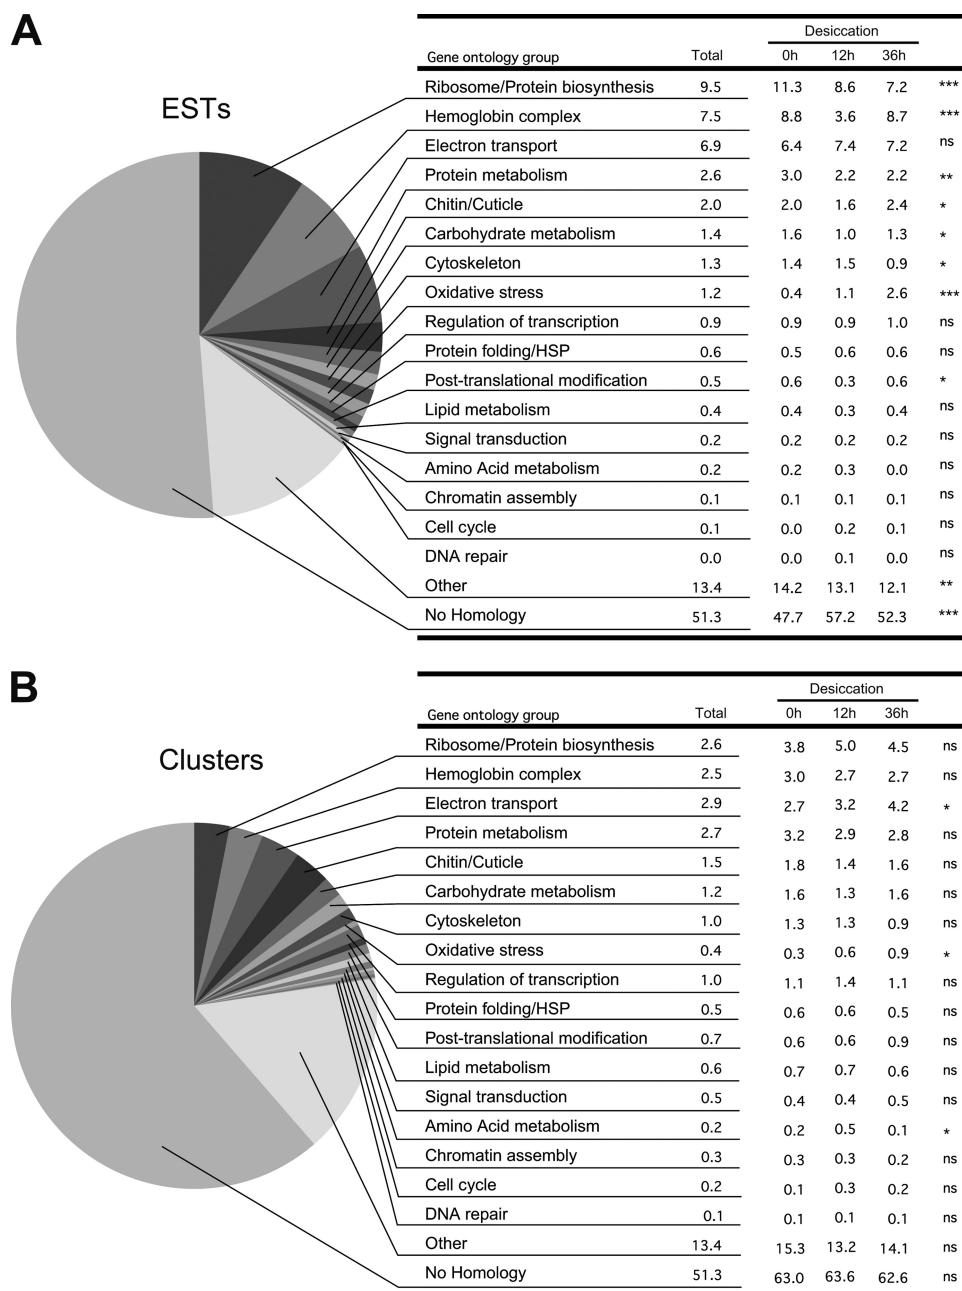 A
ESTs
Desiccation
Gene ontology group Total 0h 12h 36h
Ribosome/Protein biosynthesis 9.5 11.3 8.6 7.2 ***
Hemoglobin complex 7.5 8.8 3.6 8.7 ***
Electron transport 6.9 6.4 7.4 7.2 ns
Protein metabolism 2.6 3.0 2.2 2.2 **
Chitin/Cuticle 2.0 2.0 1.6 2.4 *
Carbohydrate metabolism 1.4 1.6 1.0 1.3 *
Cytoskeleton 1.3 1.4 1.5 0.9 *
Oxidative stress 1.2 0.4 1.1 2.6 ***
Regulation of transcription 0.9 0.9 0.9 1.0 ns
Protein folding/HSP 0.6 0.5 0.6 0.6 ns
Post-translational modification 0.5 0.6 0.3 0.6 *
Lipid metabolism 0.4 0.4 0.3 0.4 ns
Signal transduction 0.2 0.2 0.2 0.2 ns
Amino Acid metabolism 0.2 0.2 0.3 0.0 ns
Chromatin assembly 0.1 0.1 0.1 0.1 ns
Cell cycle 0.1 0.0 0.2 0.1 ns
DNA repair 0.0 0.0 0.1 0.0 ns
Other 13.4 14.2 13.1 12.1 **
No Homology 51.3 47.7 57.2 52.3 ***
B
Clusters
Desiccation
Gene ontology group Total 0h 12h 36h
Ribosome/Protein biosynthesis 2.6 3.8 5.0 4.5 ns
Hemoglobin complex 2.5 3.0 2.7 2.7 ns
Electron transport 2.9 2.7 3.2 4.2 *
Protein metabolism 2.7 3.2 2.9 2.8 ns
Chitin/Cuticle 1.5 1.8 1.4 1.6 ns
Carbohydrate metabolism 1.2 1.6 1.3 1.6 ns
Cytoskeleton 1.0 1.3 1.3 0.9 ns
Oxidative stress 0.4 0.3 0.6 0.9 *
Regulation of transcription 1.0 1.1 1.4 1.1 ns
Protein folding/HSP 0.5 0.6 0.6 0.5 ns
Post-translational modification 0.7 0.6 0.6 0.9 ns
Lipid metabolism 0.6 0.7 0.7 0.6 ns
Signal transduction 0.5 0.4 0.4 0.5 ns
Amino Acid metabolism 0.2 0.2 0.5 0.1 *
Chromatin assembly 0.3 0.3 0.3 0.2 ns
Cell cycle 0.2 0.1 0.3 0.2 ns
DNA repair 0.1 0.1 0.1 0.1 ns
Other 13.4 15.3 13.2 14.1 ns
No Homology 51.3 63.0 63.6 62.6 ns